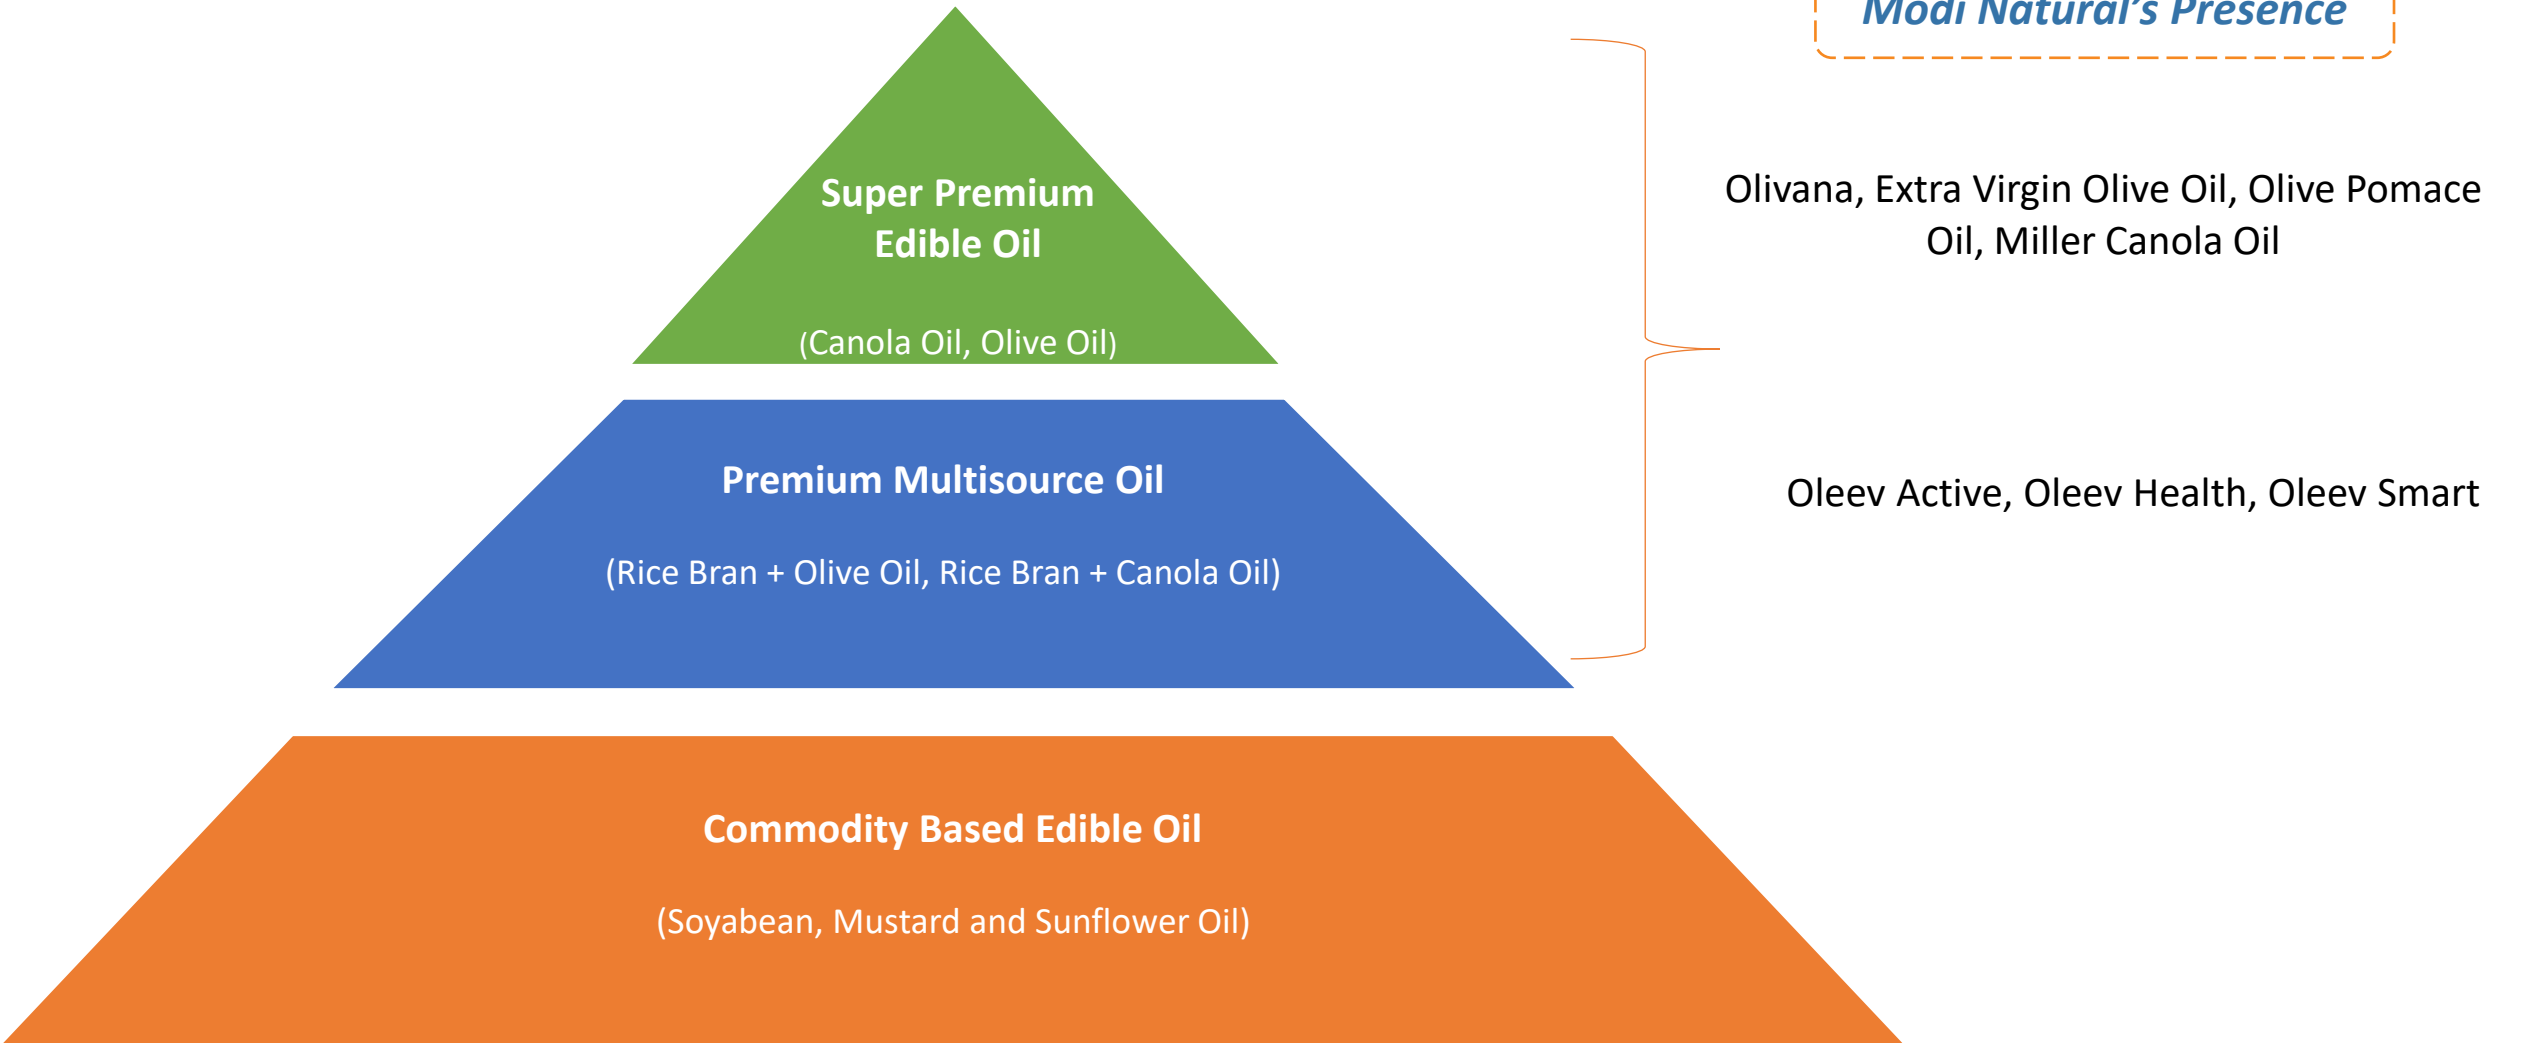 Modi Natural's Presence
Super Premium
Edible Oil
(Canola Oil, Olive Oil)
Olivana, Extra Virgin Olive Oil, Olive Pomace
Oil, Miller Canola Oil
Premium Multisource Oil
(Rice Bran + Olive Oil, Rice Bran + Canola Oil)
Oleev Active, Oleev Health, Oleev Smart
Commodity Based Edible Oil
(Soyabean, Mustard and Sunflower Oil)